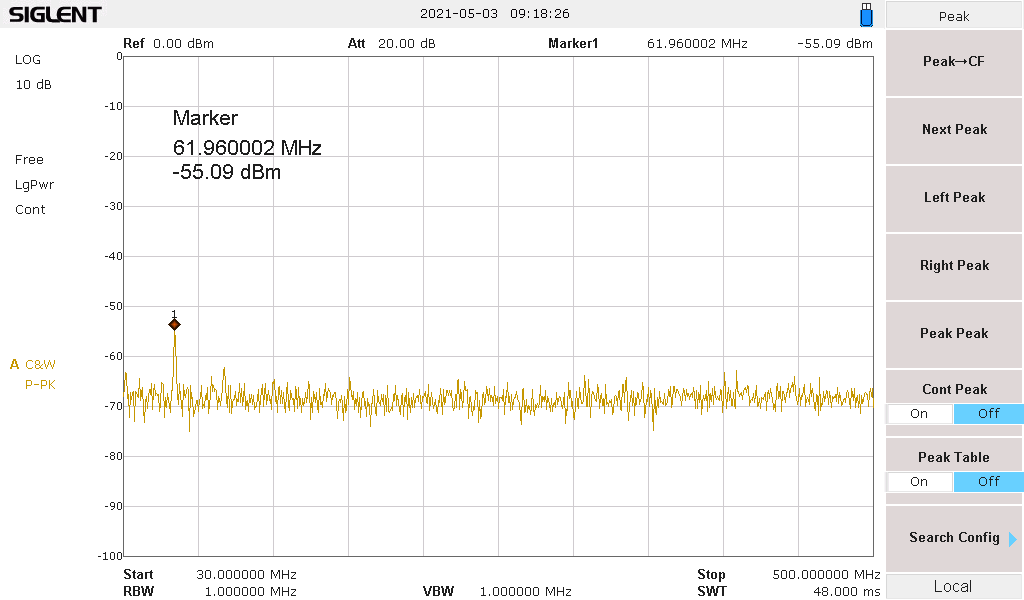 SIGLENT 2021-05-03 09:18:26
Peak
Ref 0.00 dBm Att 20.00 dB Marker1 61.960002 MHz -55.09 dBm
LOG
10 dB
Free
LgPwr
Cont
A C&W
P-PK
0
-10
-20
-30
-40
-50
-60
-70
-80
-90
-100
Marker
61.960002 MHz
-55.09 dBm
1
Start 30.000000 MHz Stop 500.000000 MHz
RBW 1.000000 MHz VBW 1.000000 MHz SWT 48.000 ms
Peak→CF
Next Peak
Left Peak
Right Peak
Peak Peak
Cont Peak
On Off
Peak Table
On Off
Search Config
Local